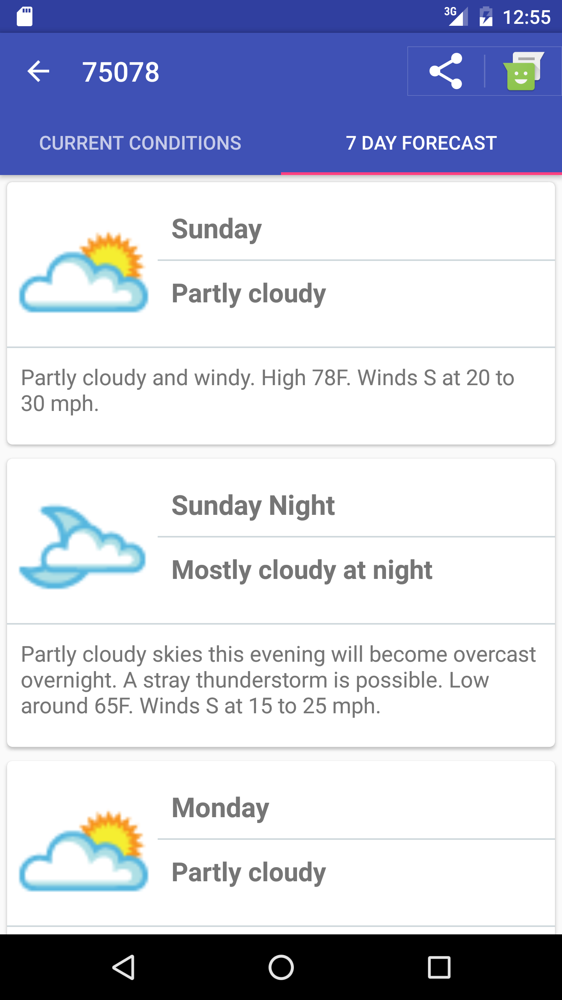 3G 12:55
75078
CURRENT CONDITIONS 7 DAY FORECAST
Sunday
Partly cloudy
Partly cloudy and windy. High 78F. Winds S at 20 to
30 mph.
Sunday Night
Mostly cloudy at night
Partly cloudy skies this evening will become overcast
overnight. A stray thunderstorm is possible. Low
around 65F. Winds S at 15 to 25 mph.
Monday
Partly cloudy